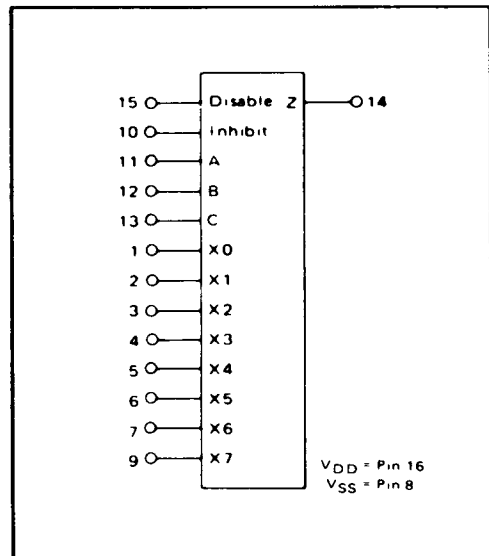 15 Disable Z 14
10 Inhibit
11 A
12 B
13 C
1 X0
2 X1
3 X2
4 X3
5 X4
6 X5
7 X6
9 X7
VDD = Pin 16
VSS = Pin 8